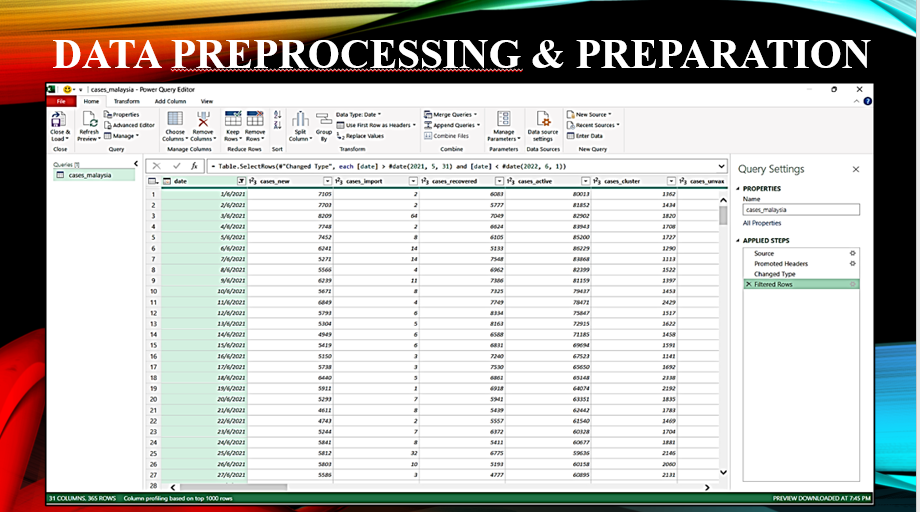 DATA PREPROCESSING & PREPARATION
cases_malaysia - Power Query Editor
File Home Transform Add Column View
Close & Load
Refresh Preview
Properties
Advanced Editor
Manage
Choose Columns
Remove Columns
Keep Rows
Remove Rows
Split Column
Group By
Data Type: Date
Use First Row as Headers
Replace Values
Merge Queries
Append Queries
Combine Files
Manage Parameters
Data source settings
New Source
Recent Sources
Enter Data
Close Query Manage Columns Reduce Rows Sort Transform Combine Parameters Data Sources New Query
Queries [1]
cases_malaysia
fx = Table.SelectRows(#"Changed Type", each [date] > #date(2021, 5, 31) and [date] < #date(2022, 6, 1))
date cases_new cases_import cases_recovered cases_active cases_cluster cases_unvax
1 1/6/2021 7105 2 6083 80013 1362
2 2/6/2021 7703 2 5777 81852 1434
3 3/6/2021 8209 64 7049 82902 1820
4 4/6/2021 7748 2 6624 83943 1708
5 5/6/2021 7452 8 6105 85200 1727
6 6/6/2021 6241 14 5133 86229 1290
7 7/6/2021 5271 14 7548 83868 1113
8 8/6/2021 5566 4 6962 82399 1522
9 9/6/2021 6239 11 7386 81159 1397
10 10/6/2021 5671 8 7325 79437 1453
11 11/6/2021 6849 4 7749 78471 2429
12 12/6/2021 5793 6 8334 75847 1517
13 13/6/2021 5304 5 8163 72915 1622
14 14/6/2021 4949 6 6588 71185 1458
15 15/6/2021 5419 6 6831 69694 1591
16 16/6/2021 5150 3 7240 67523 1141
17 17/6/2021 5738 3 7530 65650 1692
18 18/6/2021 6440 5 6861 65148 2338
19 19/6/2021 5911 1 6918 64074 2192
20 20/6/2021 5293 7 5941 63351 1835
21 21/6/2021 4611 8 5439 62442 1783
22 22/6/2021 4743 2 5557 61540 1469
23 23/6/2021 5244 7 6372 60328 1704
24 24/6/2021 5841 8 5411 60677 1881
25 25/6/2021 5812 32 6775 59636 2146
26 26/6/2021 5803 10 5193 60158 2060
27 27/6/2021 5586 3 4777 60895 2131
28
Query Settings
PROPERTIES
Name
cases_malaysia
All Properties
APPLIED STEPS
Source
Promoted Headers
Changed Type
Filtered Rows
31 COLUMNS, 365 ROWS Column profiling based on top 1000 rows
PREVIEW DOWNLOADED AT 7:45 PM